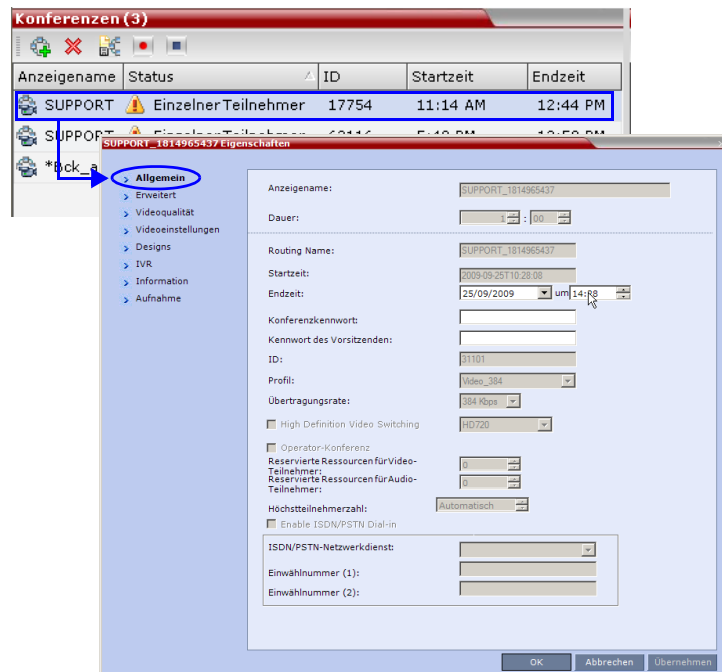 Konferenzen (3)
Anzeigename Status ID Startzeit Endzeit
SUPPORT Einzelner Teilnehmer 17754 11:14 AM 12:44 PM
SUPPORT
*Bck_a
SUPPORT_1814965437 Eigenschaften
Allgemein
Erweitert
Videoqualität
Videoeinstellungen
Designs
IVR
Information
Aufnahme
Anzeigename: SUPPORT_1814965437
Dauer: 1 : 00
Routing Name: SUPPORT_1814965437
Startzeit: 2009-09-25T10:28:08
Endzeit: 25/09/2009 um 14:28
Konferenzkennwort:
Kennwort des Vorsitzenden:
ID: 31101
Profil: Video_384
Übertragungsrate: 384 Kbps
High Definition Video Switching HD720
Operator-Konferenz
Reservierte Ressourcen für Video-
Teilnehmer: 0
Reservierte Ressourcen für Audio-
Teilnehmer: 0
Höchstteilnehmerzahl: Automatisch
Enable ISDN/PSTN Dial-in
ISDN/PSTN-Netzwerkdienst:
Einwählnummer (1):
Einwählnummer (2):
OK Abbrechen Übernehmen